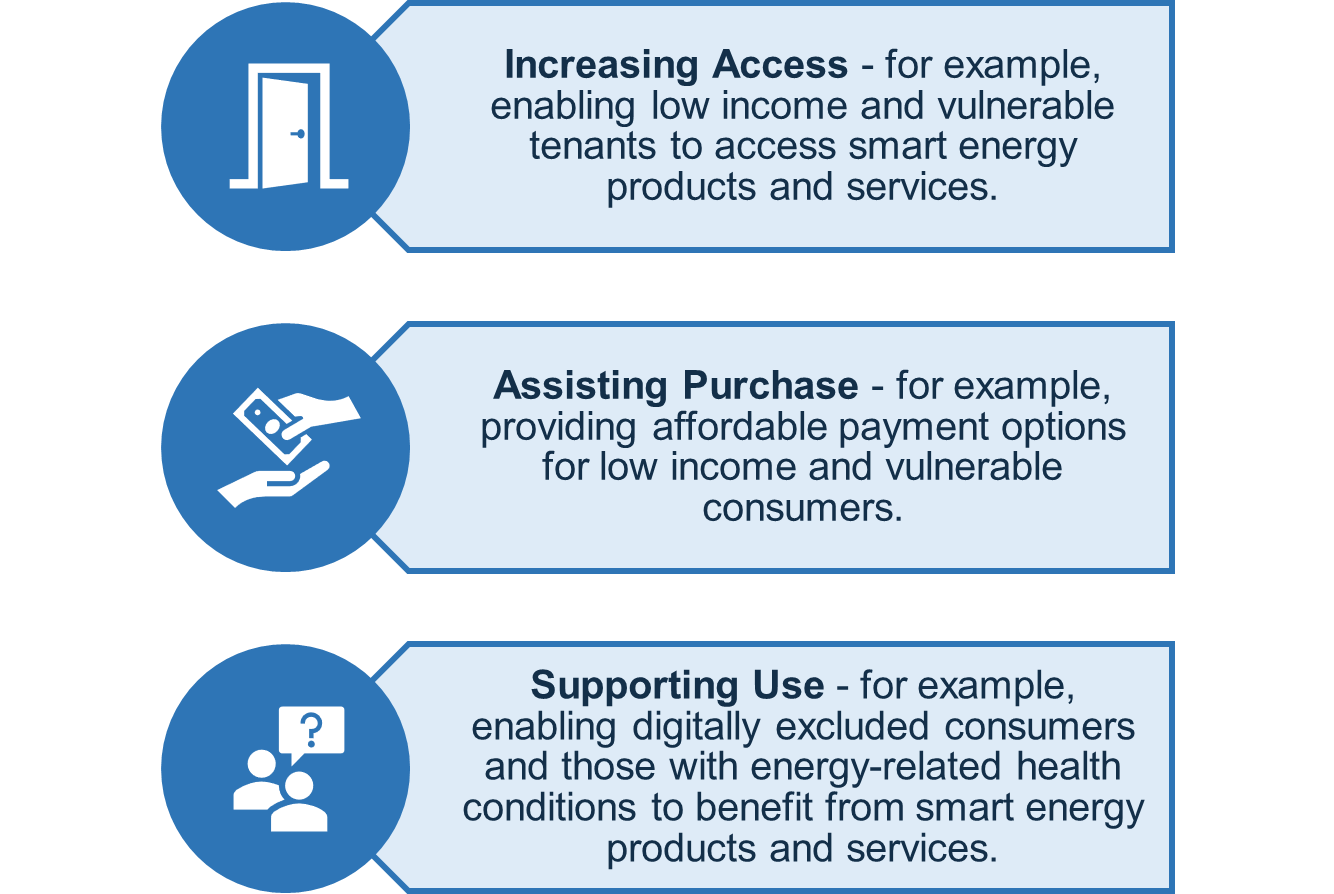 Increasing Access - for example,
enabling low income and vulnerable
tenants to access smart energy
products and services.
Assisting Purchase - for example,
providing affordable payment options
for low income and vulnerable
consumers.
?
Supporting Use - for example,
enabling digitally excluded consumers
and those with energy-related health
conditions to benefit from smart energy
products and services.